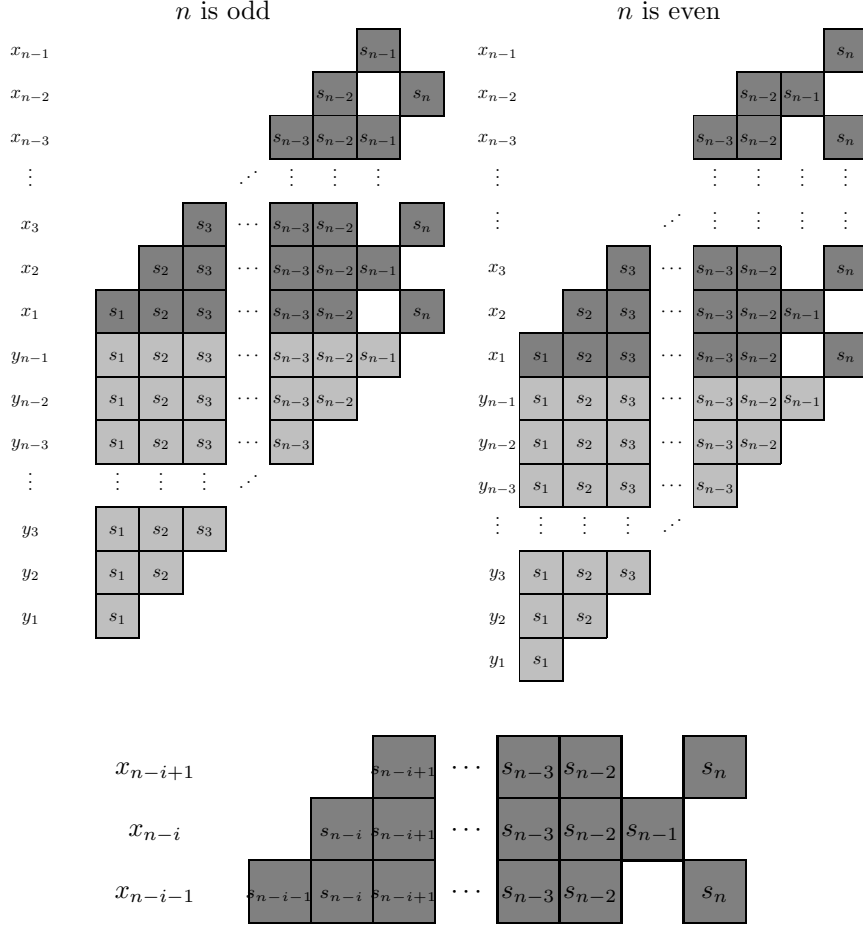 n is odd
x_{n-1} s_{n-1}
x_{n-2} s_{n-2} s_n
x_{n-3} s_{n-3} s_{n-2} s_{n-1}
⋮ ⋰ ⋮ ⋮ ⋮
x_3 s_3 ⋯ s_{n-3} s_{n-2} s_n
x_2 s_2 s_3 ⋯ s_{n-3} s_{n-2} s_{n-1}
x_1 s_1 s_2 s_3 ⋯ s_{n-3} s_{n-2} s_n
y_{n-1} s_1 s_2 s_3 ⋯ s_{n-3} s_{n-2} s_{n-1}
y_{n-2} s_1 s_2 s_3 ⋯ s_{n-3} s_{n-2}
y_{n-3} s_1 s_2 s_3 ⋯ s_{n-3}
⋮ ⋮ ⋮ ⋮ ⋰
y_3 s_1 s_2 s_3
y_2 s_1 s_2
y_1 s_1
n is even
x_{n-1} s_n
x_{n-2} s_{n-2} s_{n-1}
x_{n-3} s_{n-3} s_{n-2} s_n
⋮ ⋮ ⋮ ⋮ ⋮
⋮ ⋰ ⋮ ⋮ ⋮ ⋮
x_3 s_3 ⋯ s_{n-3} s_{n-2} s_n
x_2 s_2 s_3 ⋯ s_{n-3} s_{n-2} s_{n-1}
x_1 s_1 s_2 s_3 ⋯ s_{n-3} s_{n-2} s_n
y_{n-1} s_1 s_2 s_3 ⋯ s_{n-3} s_{n-2} s_{n-1}
y_{n-2} s_1 s_2 s_3 ⋯ s_{n-3} s_{n-2}
y_{n-3} s_1 s_2 s_3 ⋯ s_{n-3}
⋮ ⋮ ⋮ ⋮ ⋰
y_3 s_1 s_2 s_3
y_2 s_1 s_2
y_1 s_1
x_{n-i+1} s_{n-i+1} ⋯ s_{n-3} s_{n-2} s_n
x_{n-i} s_{n-i} s_{n-i+1} ⋯ s_{n-3} s_{n-2} s_{n-1}
x_{n-i-1} s_{n-i-1} s_{n-i} s_{n-i+1} ⋯ s_{n-3} s_{n-2} s_n